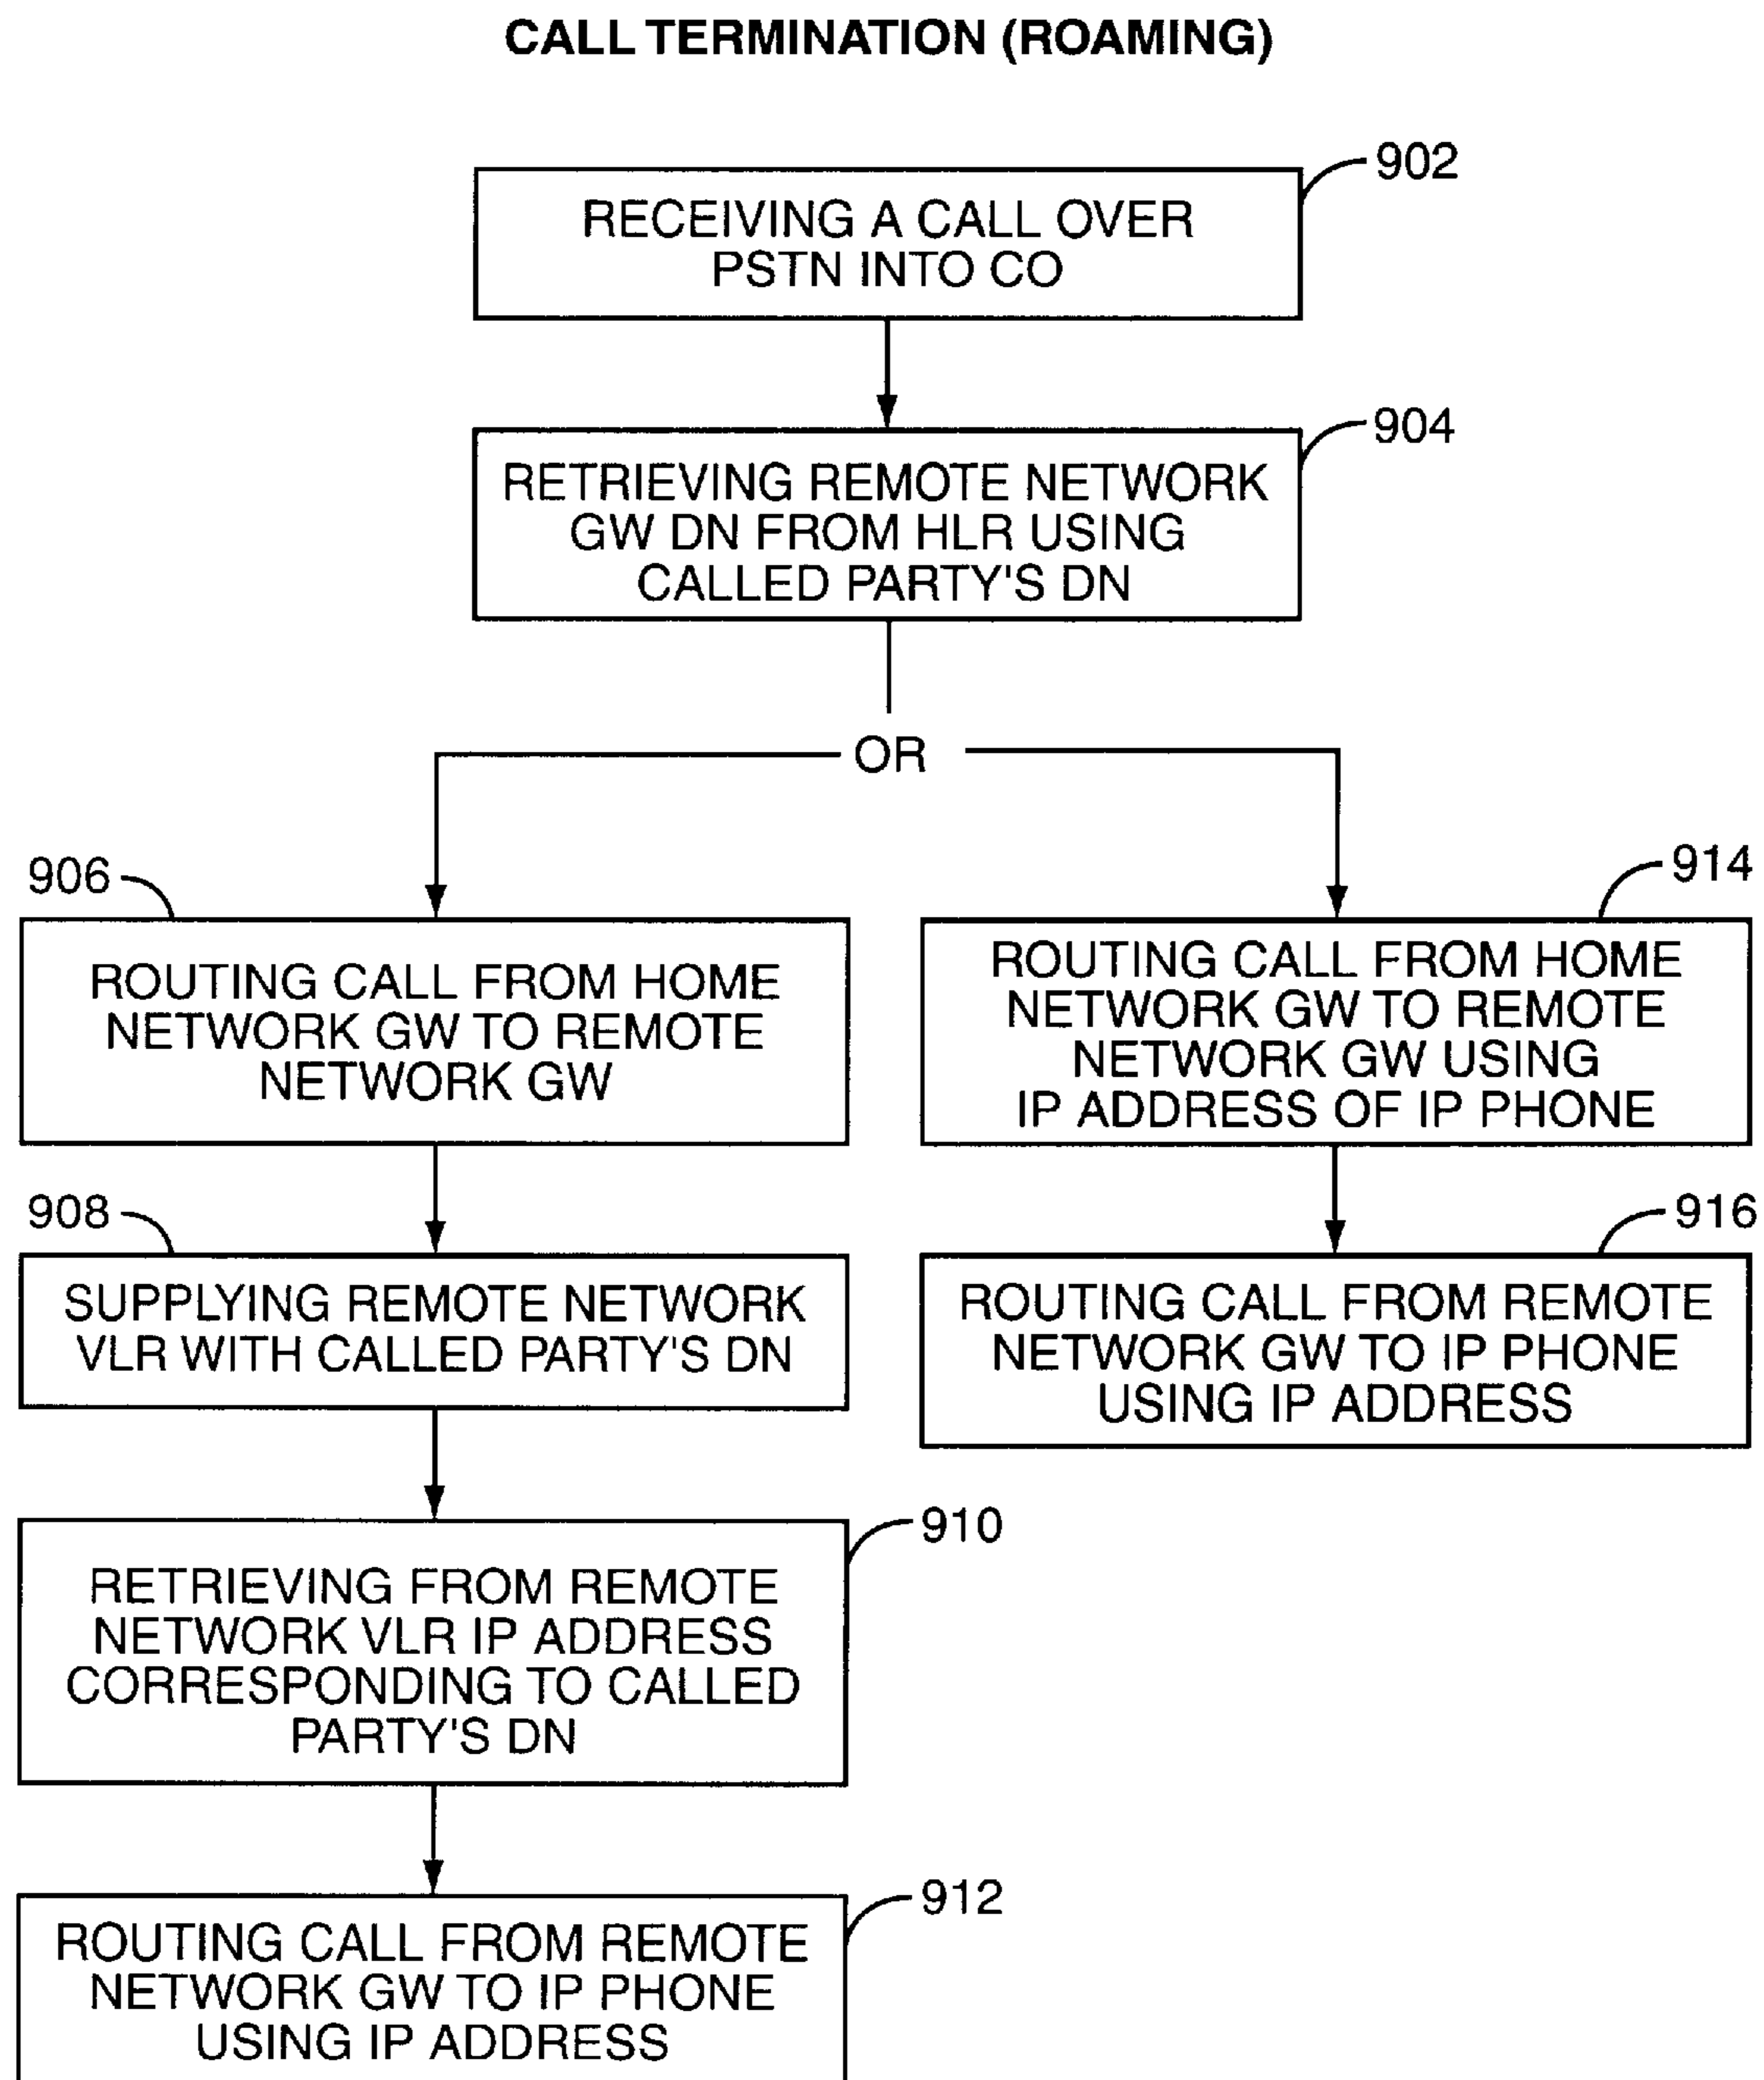 CALL TERMINATION (ROAMING)
902
RECEIVING A CALL OVER
PSTN INTO CO
904
RETRIEVING REMOTE NETWORK
GW DN FROM HLR USING
CALLED PARTY'S DN
OR
906
ROUTING CALL FROM HOME
NETWORK GW TO REMOTE
NETWORK GW
914
ROUTING CALL FROM HOME
NETWORK GW TO REMOTE
NETWORK GW USING
IP ADDRESS OF IP PHONE
908
SUPPLYING REMOTE NETWORK
VLR WITH CALLED PARTY'S DN
916
ROUTING CALL FROM REMOTE
NETWORK GW TO IP PHONE
USING IP ADDRESS
910
RETRIEVING FROM REMOTE
NETWORK VLR IP ADDRESS
CORRESPONDING TO CALLED
PARTY'S DN
912
ROUTING CALL FROM REMOTE
NETWORK GW TO IP PHONE
USING IP ADDRESS